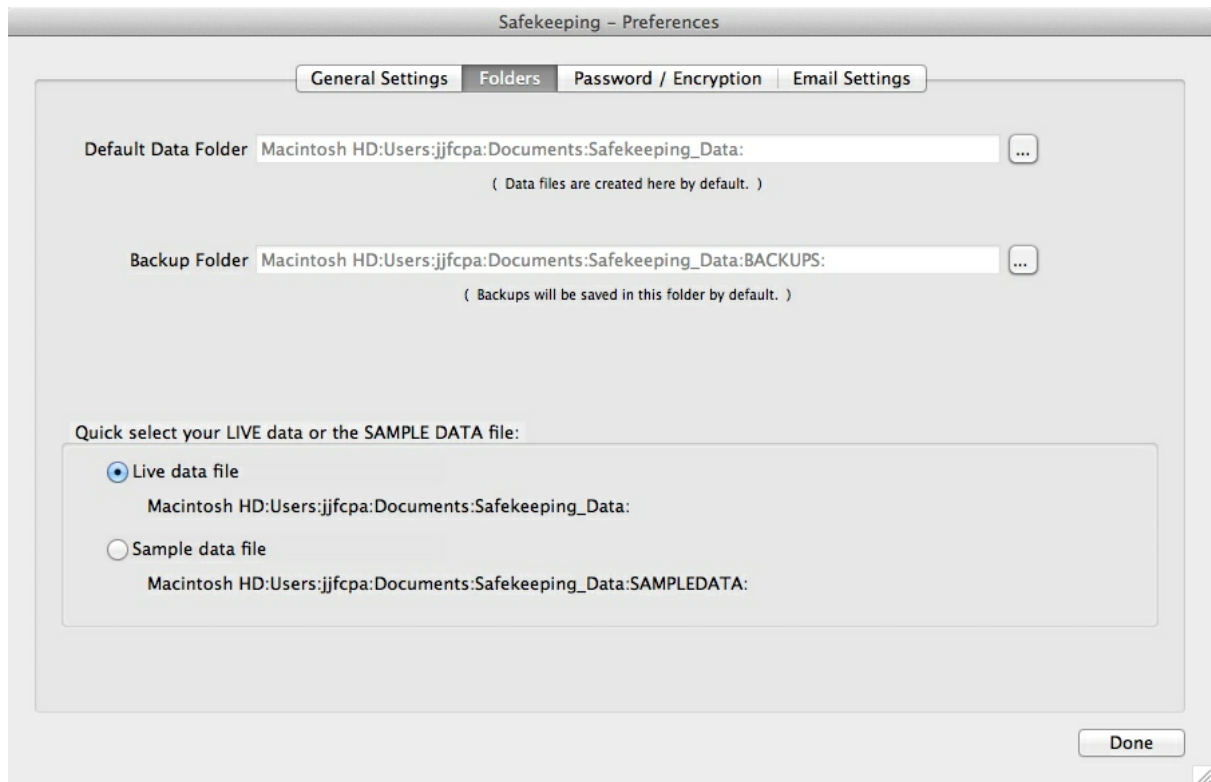 Safekeeping – Preferences
General Settings Folders Password / Encryption Email Settings
Default Data Folder Macintosh HD:Users:jjfcpa:Documents:Safekeeping_Data: ...
( Data files are created here by default. )
Backup Folder Macintosh HD:Users:jjfcpa:Documents:Safekeeping_Data:BACKUPS: ...
( Backups will be saved in this folder by default. )
Quick select your LIVE data or the SAMPLE DATA file:
Live data file
Macintosh HD:Users:jjfcpa:Documents:Safekeeping_Data:
Sample data file
Macintosh HD:Users:jjfcpa:Documents:Safekeeping_Data:SAMPLEDATA:
Done